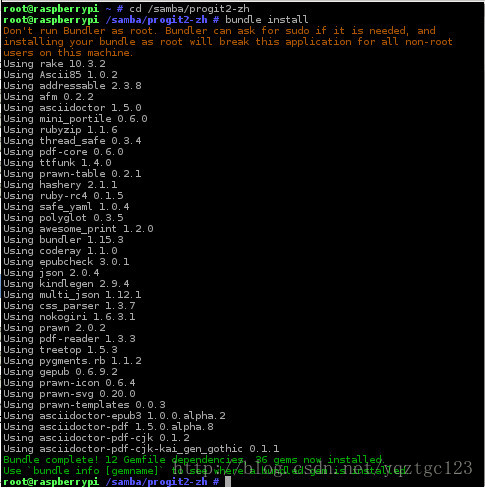 root@raspberrypi ~ # cd /samba/progit2-zh
root@raspberrypi /samba/progit2-zh # bundle install
Don't run Bundler as root. Bundler can ask for sudo if it is needed, and
installing your bundle as root will break this application for all non-root
users on this machine.
Using rake 10.3.2
Using Ascii85 1.0.2
Using addressable 2.3.8
Using afm 0.2.2
Using asciidoctor 1.5.0
Using mini_portile 0.6.0
Using rubyzip 1.1.6
Using thread_safe 0.3.4
Using pdf-core 0.6.0
Using ttfunk 1.4.0
Using prawn-table 0.2.1
Using hashery 2.1.1
Using ruby-rc4 0.1.5
Using safe_yaml 1.0.4
Using polyglot 0.3.5
Using awesome_print 1.2.0
Using bundler 1.15.3
Using coderay 1.1.0
Using epubcheck 3.0.1
Using json 2.0.4
Using kindlegen 2.9.4
Using multi_json 1.12.1
Using css_parser 1.3.7
Using nokogiri 1.6.3.1
Using prawn 2.0.2
Using pdf-reader 1.3.3
Using treetop 1.5.3
Using pygments.rb 1.1.2
Using gepub 0.6.9.2
Using prawn-icon 0.6.4
Using prawn-svg 0.20.0
Using prawn-templates 0.0.3
Using asciidoctor-epub3 1.0.0.alpha.2
Using asciidoctor-pdf 1.5.0.alpha.8
Using asciidoctor-pdf-cjk 0.1.2
Using asciidoctor-pdf-cjk-kai_gen_gothic 0.1.1
Bundle complete! 12 Gemfile dependencies, 36 gems now installed.
Use `bundle info [gemname]` to see where a bundled gem is installed.
http://blog.csdn.net/yqztgc123
root@raspberrypi /samba/progit2-zh #